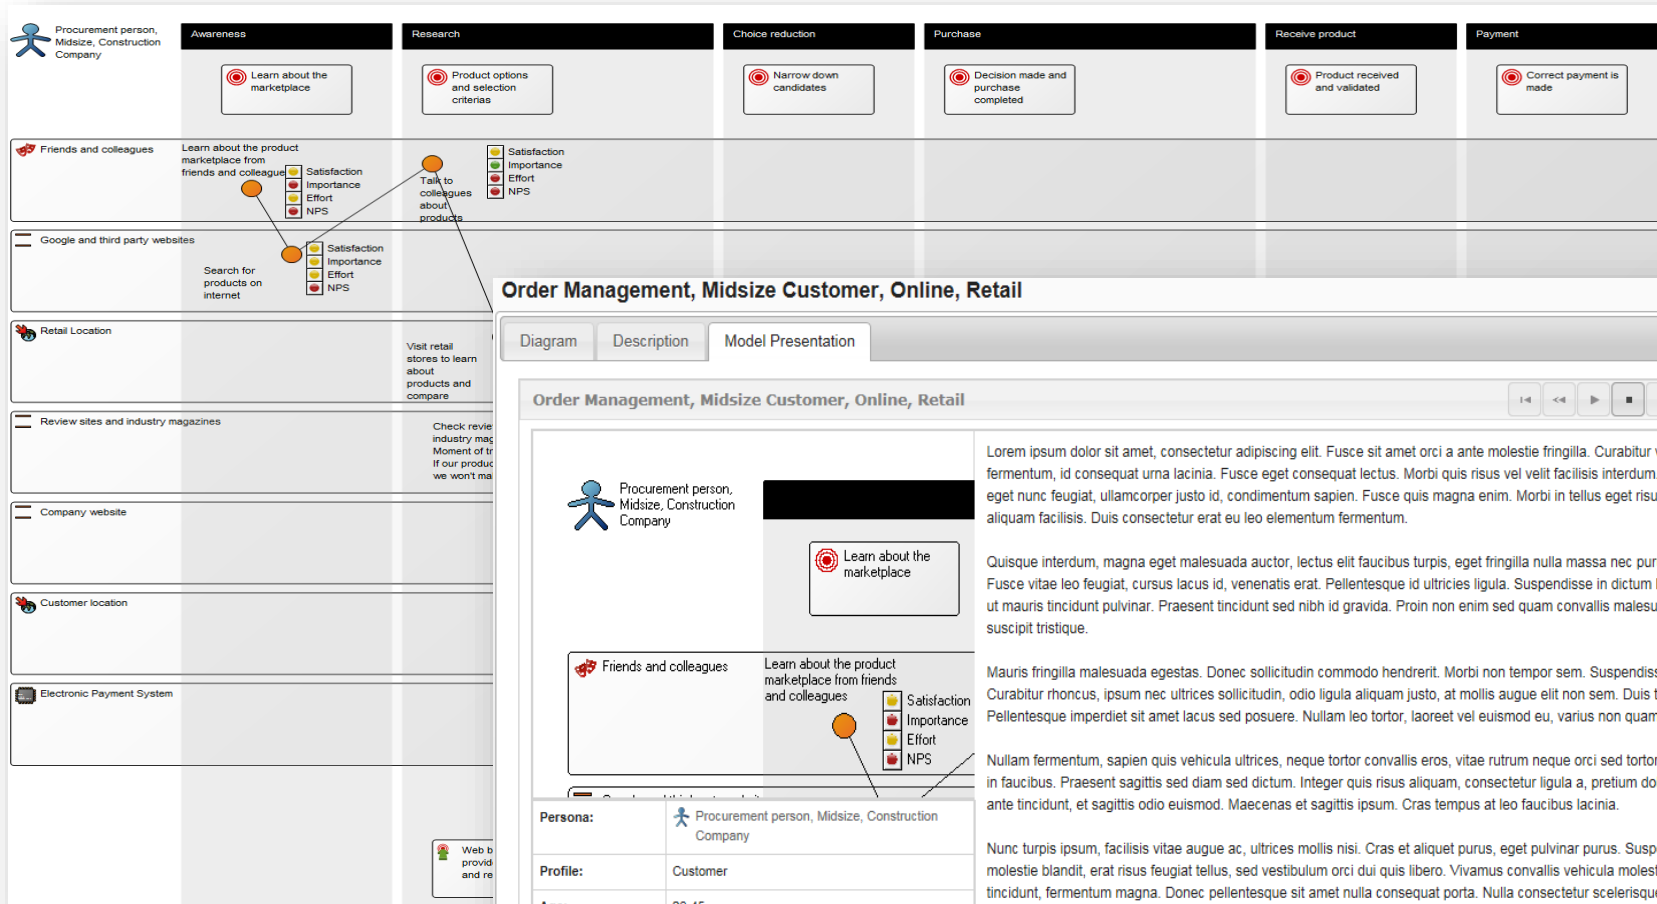 Procurement person,
Midsize, Construction
Company
Awareness
Research
Choice reduction
Purchase
Receive product
Payment
Learn about the
marketplace
Product options
and selection
criterias
Narrow down
candidates
Decision made and
purchase
completed
Product received
and validated
Correct payment is
made
Friends and colleagues
Learn about the product
marketplace from
friends and colleague
Satisfaction
Importance
Effort
NPS
Talk to
colleagues
about
products
Satisfaction
Importance
Effort
NPS
Google and third party websites
Search for
products on
internet
Satisfaction
Importance
Effort
NPS
Retail Location
Visit retail
stores to learn
about
products and
compare
Review sites and industry magazines
Check revie
industry mag
Moment of tr
If our produc
we won't ma
Company website
Customer location
Electronic Payment System
Web b
provid
and re
Order Management, Midsize Customer, Online, Retail
Diagram
Description
Model Presentation
Order Management, Midsize Customer, Online, Retail
Procurement person,
Midsize, Construction
Company
Learn about the
marketplace
Friends and colleagues
Learn about the product
marketplace from friends
and colleagues
Satisfaction
Importance
Effort
NPS
Persona:
Procurement person, Midsize, Construction
Company
Profile:
Customer
Lorem ipsum dolor sit amet, consectetur adipiscing elit. Fusce sit amet orci a ante molestie fringilla. Curabitur
fermentum, id consequat urna lacinia. Fusce eget consequat lectus. Morbi quis risus vel velit facilisis interdum.
eget nunc feugiat, ullamcorper justo id, condimentum sapien. Fusce quis magna enim. Morbi in tellus eget risu
aliquam facilisis. Duis consectetur erat eu leo elementum fermentum.
Quisque interdum, magna eget malesuada auctor, lectus elit faucibus turpis, eget fringilla nulla massa nec pur
Fusce vitae leo feugiat, cursus lacus id, venenatis erat. Pellentesque id ultricies ligula. Suspendisse in dictum
ut mauris tincidunt pulvinar. Praesent tincidunt sed nibh id gravida. Proin non enim sed quam convallis malesu
suscipit tristique.
Mauris fringilla malesuada egestas. Donec sollicitudin commodo hendrerit. Morbi non tempor sem. Suspendiss
Curabitur rhoncus, ipsum nec ultrices sollicitudin, odio ligula aliquam justo, at mollis augue elit non sem. Duis t
Pellentesque imperdiet sit amet lacus sed posuere. Nullam leo tortor, laoreet vel euismod eu, varius non quam
Nullam fermentum, sapien quis vehicula ultrices, neque tortor convallis eros, vitae rutrum neque orci sed tortor
in faucibus. Praesent sagittis sed diam sed dictum. Integer quis risus aliquam, consectetur ligula a, pretium do
ante tincidunt, et sagittis odio euismod. Maecenas et sagittis ipsum. Cras tempus at leo faucibus lacinia.
Nunc turpis ipsum, facilisis vitae augue ac, ultrices mollis nisi. Cras et aliquet purus, eget pulvinar purus. Susp
molestie blandit, erat risus feugiat tellus, sed vestibulum orci dui quis libero. Vivamus convallis vehicula molest
tincidunt, fermentum magna. Donec pellentesque sit amet nulla consequat porta. Nulla consectetur scelerisque